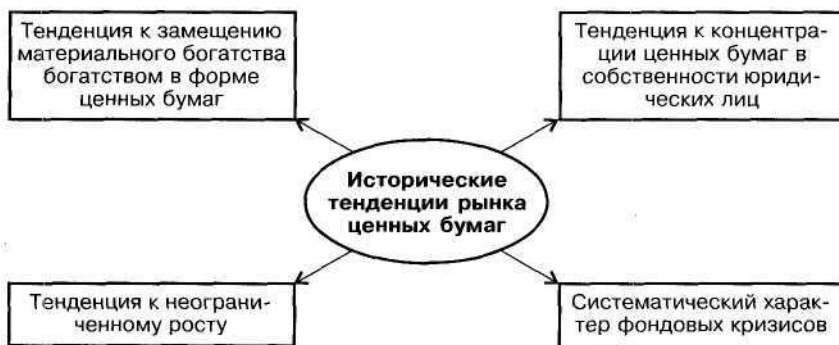 Тенденция к замещению
материального богатства
богатством в форме
ценных бумаг
Тенденция к концентра-
ции ценных бумаг в
собственности юриди-
ческих лиц
Исторические
тенденции рынка
ценных бумаг
Тенденция к неограни-
ченному росту
Систематический харак-
тер фондовых кризисов